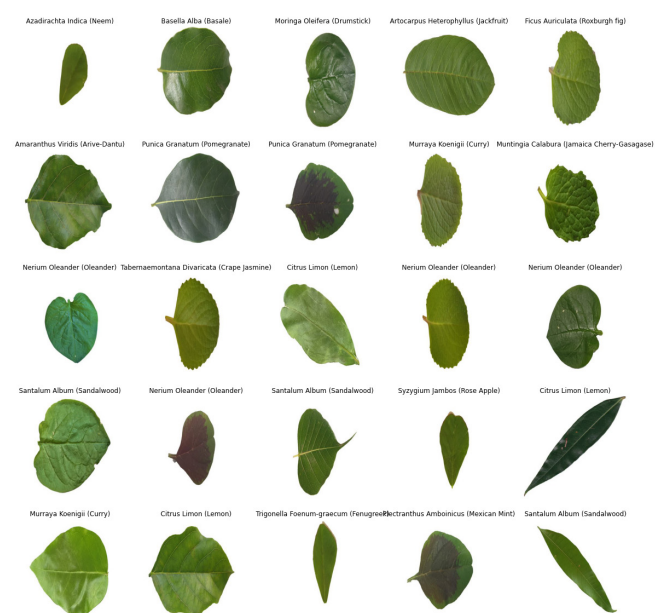 Azadirachta Indica (Neem)
Basella Alba (Basale)
Moringa Oleifera (Drumstick)
Artocarpus Heterophyllus (Jackfruit)
Ficus Auriculata (Roxburgh fig)
Amaranthus Viridis (Arive-Dantu)
Punica Granatum (Pomegranate)
Punica Granatum (Pomegranate)
Murraya Koenigii (Curry)
Muntingia Calabura (Jamaica Cherry-Gasagase)
Nerium Oleander (Oleander)
Tabernaemontana Divaricata (Crape Jasmine)
Citrus Limon (Lemon)
Nerium Oleander (Oleander)
Nerium Oleander (Oleander)
Santalum Album (Sandalwood)
Nerium Oleander (Oleander)
Santalum Album (Sandalwood)
Syzygium Jambos (Rose Apple)
Citrus Limon (Lemon)
Murraya Koenigii (Curry)
Citrus Limon (Lemon)
Trigonella Foenum-graecum (Fenugreek)
Plectranthus Amboinicus (Mexican Mint)
Santalum Album (Sandalwood)